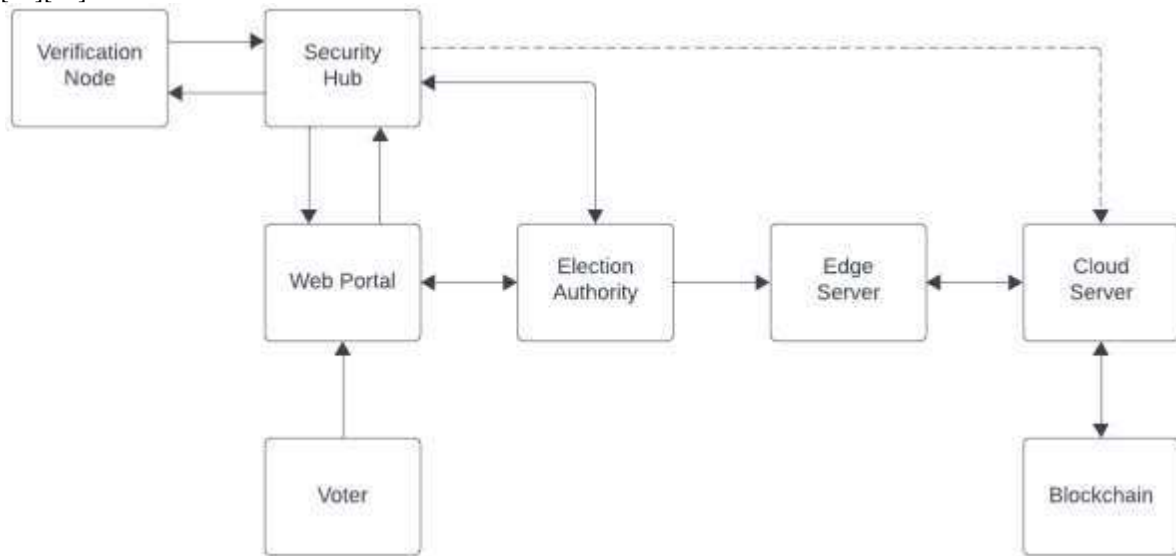 Verification
Node
Security
Hub
Web Portal
Election
Authority
Edge
Server
Cloud
Server
Voter
Blockchain